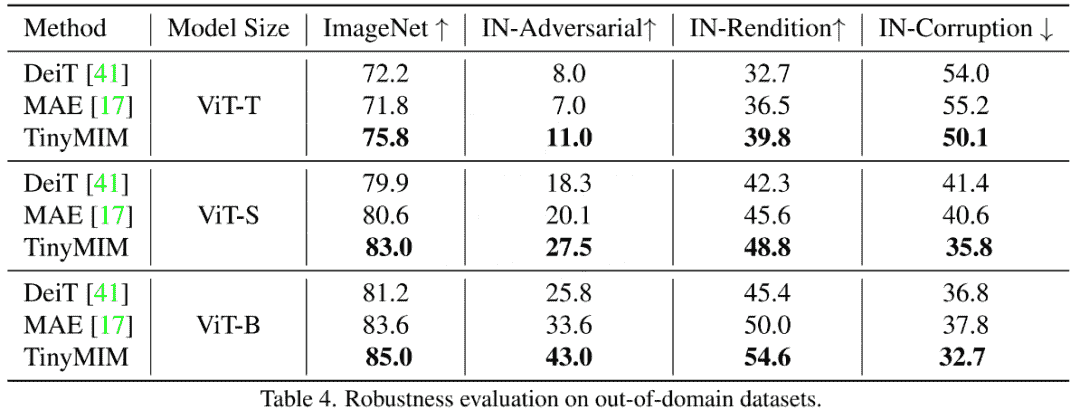 Method Model Size ImageNet ↑ IN-Adversarial↑ IN-Rendition↑ IN-Corruption ↓
DeiT [41] 72.2 8.0 32.7 54.0
MAE [17] ViT-T 71.8 7.0 36.5 55.2
TinyMIM 75.8 11.0 39.8 50.1
DeiT [41] 79.9 18.3 42.3 41.4
MAE [17] ViT-S 80.6 20.1 45.6 40.6
TinyMIM 83.0 27.5 48.8 35.8
DeiT [41] 81.2 25.8 45.4 36.8
MAE [17] ViT-B 83.6 33.6 50.0 37.8
TinyMIM 85.0 43.0 54.6 32.7
Table 4. Robustness evaluation on out-of-domain datasets.